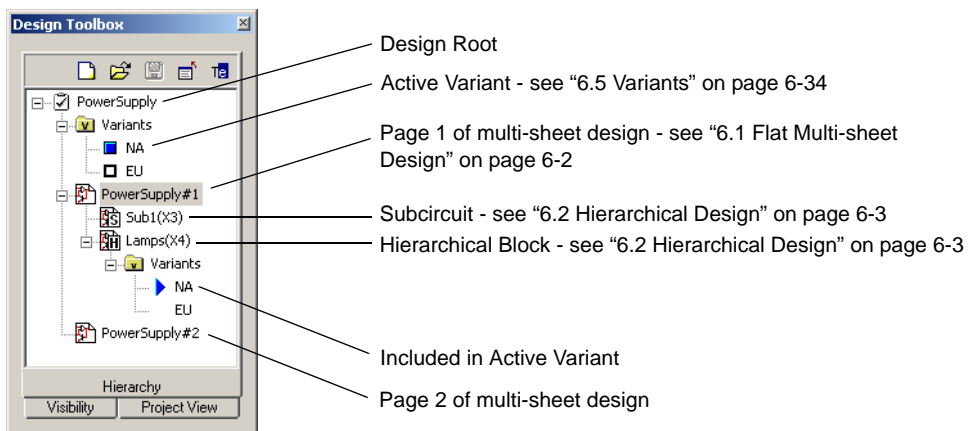 Design Toolbox
PowerSupply
V Variants
NA
EU
PowerSupply#1
S Sub1(X3)
H Lamps(X4)
V Variants
NA
EU
PowerSupply#2
Hierarchy
Visibility
Project View
Design Root
Active Variant - see “6.5 Variants” on page 6-34
Page 1 of multi-sheet design - see “6.1 Flat Multi-sheet
Design” on page 6-2
Subcircuit - see “6.2 Hierarchical Design” on page 6-3
Hierarchical Block - see “6.2 Hierarchical Design” on page 6-3
Included in Active Variant
Page 2 of multi-sheet design